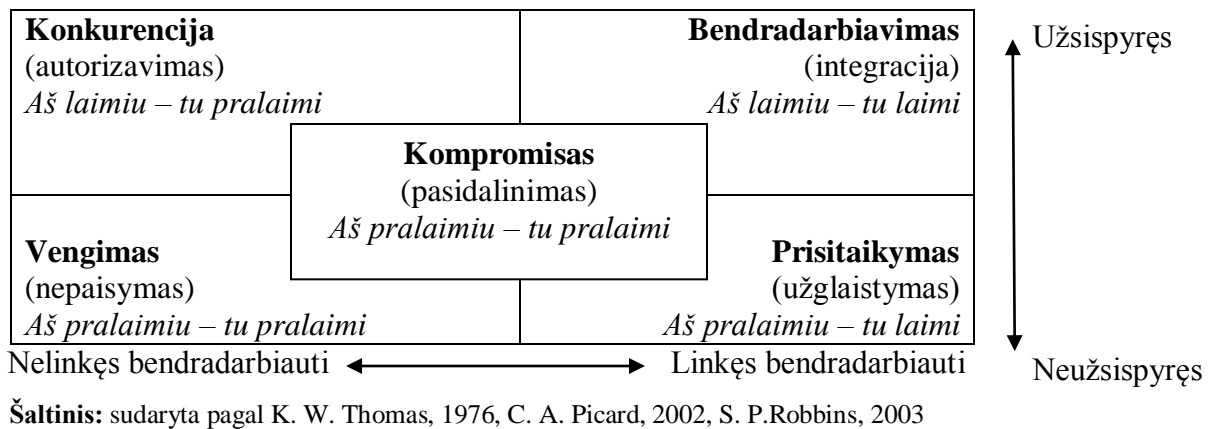 Konkurencija
(autorizavimas)
Aš laimiu – tu pralaimi
Bendradarbiavimas
(integracija)
Aš laimiu – tu laimi
Užsispyręs
Kompromisas
(pasidalinimas)
Aš pralaimiu – tu pralaimi
Vengimas
(nepaisymas)
Aš pralaimiu – tu pralaimi
Prisitaikymas
(užglaistymas)
Aš pralaimiu – tu laimi
Nelinkęs bendradarbiauti
Linkęs bendradarbiauti
Neužsispyręs
Šaltinis: sudaryta pagal K. W. Thomas, 1976, C. A. Picard, 2002, S. P.Robbins, 2003